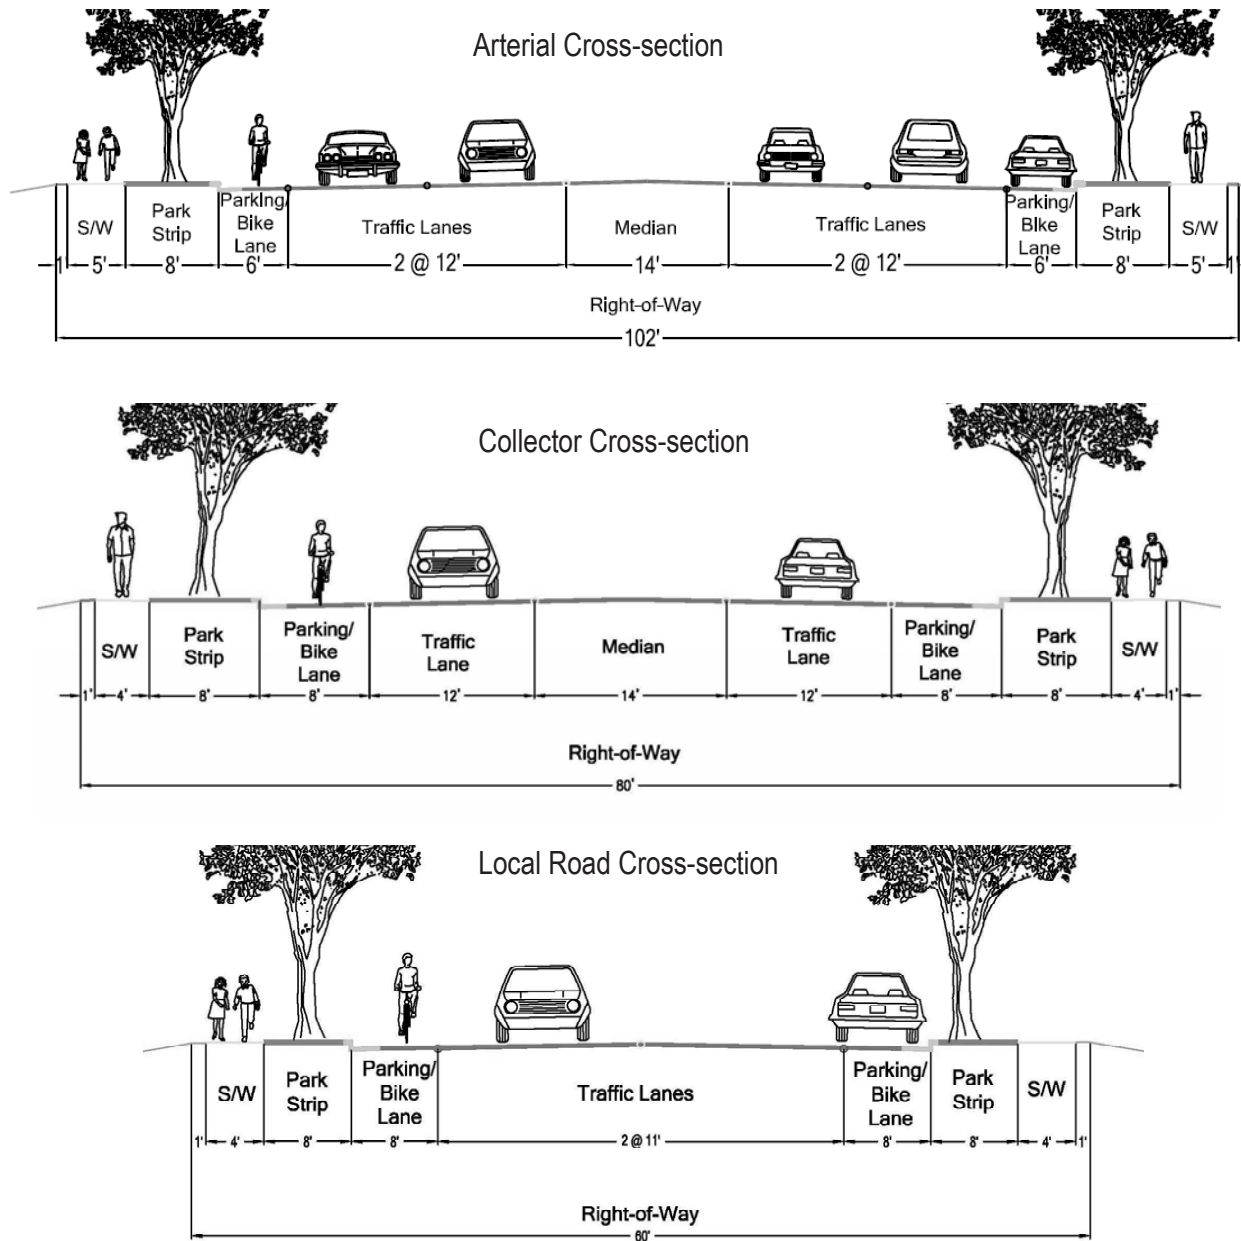 Arterial Cross-section
S/W
Park
Strip
Parking/
Bike
Lane
Traffic Lanes
Median
Traffic Lanes
Parking/
Bike
Lane
Park
Strip
S/W
1' 5' 8' 6' 2 @ 12' 14' 2 @ 12' 6' 8' 5' 1'
Right-of-Way
102'
Collector Cross-section
S/W
Park
Strip
Parking/
Bike
Lane
Traffic
Lane
Median
Traffic
Lane
Parking/
Bike
Lane
Park
Strip
S/W
1' 4' 8' 8' 12' 14' 12' 8' 8' 4' 1'
Right-of-Way
80'
Local Road Cross-section
S/W
Park
Strip
Parking/
Bike
Lane
Traffic Lanes
Parking/
Bike
Lane
Park
Strip
S/W
1' 4' 8' 8' 2 @ 11' 8' 8' 4' 1'
Right-of-Way
60'